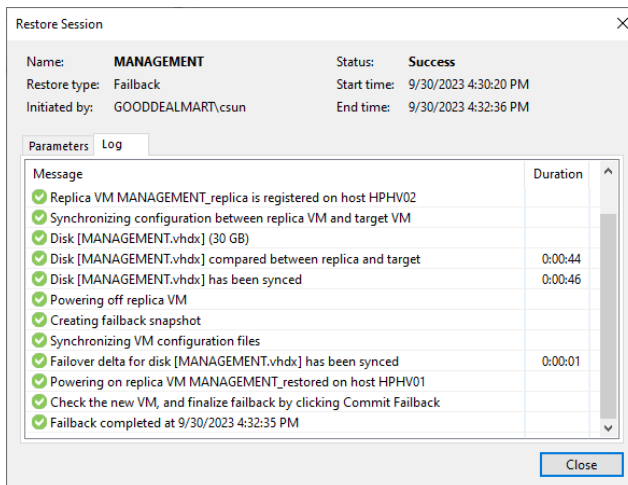 Restore Session
Name: MANAGEMENT Status: Success
Restore type: Failback Start time: 9/30/2023 4:30:20 PM
Initiated by: GOODDEALMART\csun End time: 9/30/2023 4:32:36 PM
Parameters Log
Message Duration
Replica VM MANAGEMENT_replica is registered on host HPHV02
Synchronizing configuration between replica VM and target VM
Disk [MANAGEMENT.vhdx] (30 GB)
Disk [MANAGEMENT.vhdx] compared between replica and target 0:00:44
Disk [MANAGEMENT.vhdx] has been synced 0:00:46
Powering off replica VM
Creating failback snapshot
Synchronizing VM configuration files
Failover delta for disk [MANAGEMENT.vhdx] has been synced 0:00:01
Powering on replica VM MANAGEMENT_restored on host HPHV01
Check the new VM, and finalize failback by clicking Commit Failback
Failback completed at 9/30/2023 4:32:35 PM
Close